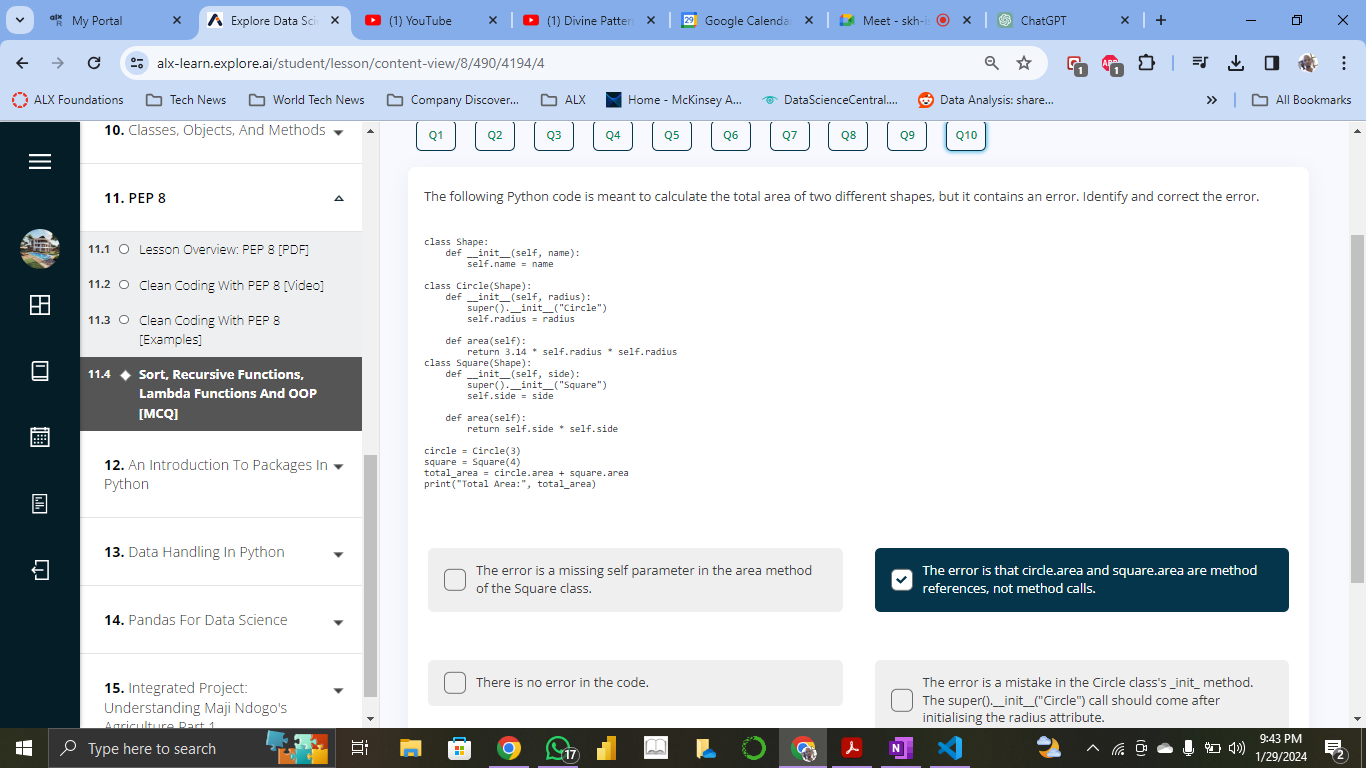 My Portal
Explore Data Sci
(1) YouTube
(1) Divine Patter
Google Calenda
Meet - skh-i
ChatGPT
alx-learn.explore.ai/student/lesson/content-view/8/490/4194/4
ALX Foundations
Tech News
World Tech News
Company Discover...
ALX
Home - McKinsey A...
DataScienceCentral....
Data Analysis: share...
All Bookmarks
10. Classes, Objects, And Methods
11. PEP 8
11.1 Lesson Overview: PEP 8 [PDF]
11.2 Clean Coding With PEP 8 [Video]
11.3 Clean Coding With PEP 8
[Examples]
11.4 Sort, Recursive Functions,
Lambda Functions And OOP
[MCQ]
12. An Introduction To Packages In
Python
13. Data Handling In Python
14. Pandas For Data Science
15. Integrated Project:
Understanding Maji Ndogo's
Agriculture Part 1
Q1 Q2 Q3 Q4 Q5 Q6 Q7 Q8 Q9 Q10
The following Python code is meant to calculate the total area of two different shapes, but it contains an error. Identify and correct the error.
class Shape:
    def __init__(self, name):
        self.name = name
class Circle(Shape):
    def __init__(self, radius):
        super().__init__("Circle")
        self.radius = radius
    def area(self):
        return 3.14 * self.radius * self.radius
class Square(Shape):
    def __init__(self, side):
        super().__init__("Square")
        self.side = side
    def area(self):
        return self.side * self.side
circle = Circle(3)
square = Square(4)
total_area = circle.area + square.area
print("Total Area:", total_area)
The error is a missing self parameter in the area method
of the Square class.
The error is that circle.area and square.area are method
references, not method calls.
There is no error in the code.
The error is a mistake in the Circle class's _init_ method.
The super().__init__("Circle") call should come after
initialising the radius attribute.
Type here to search
17
9:43 PM
1/29/2024
2